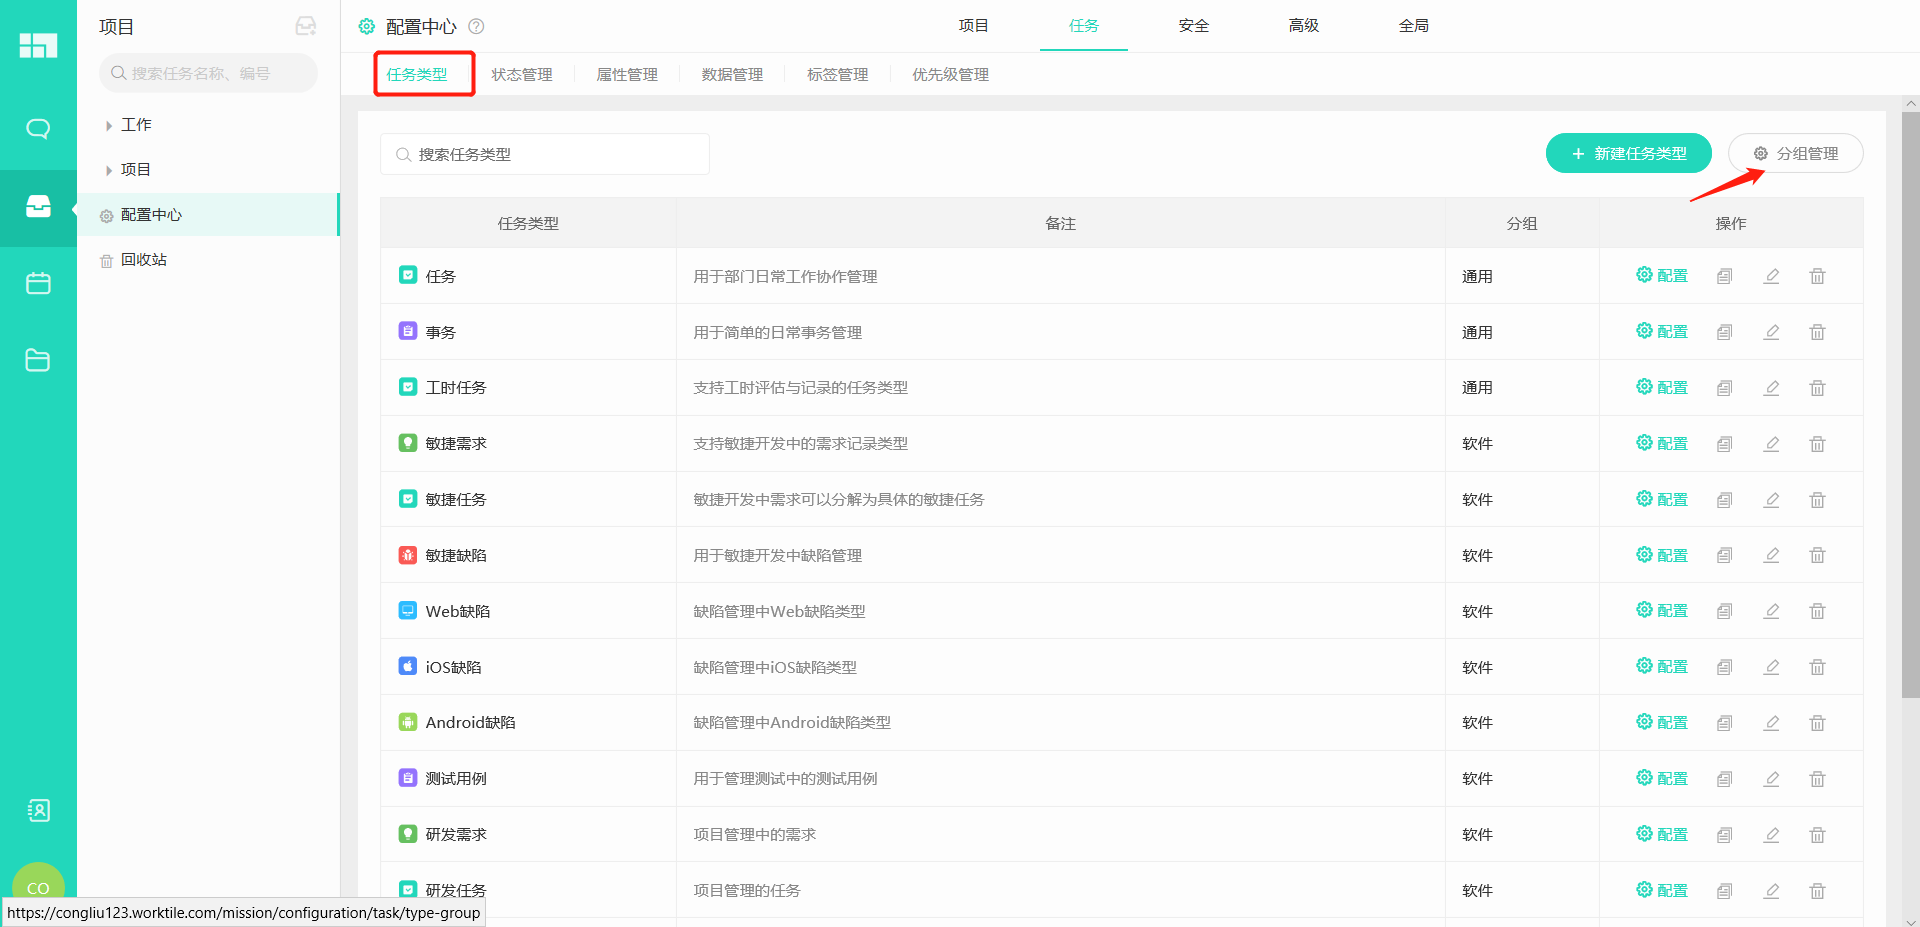 项目
搜索任务名称、编号
工作
项目
配置中心
回收站
CO
配置中心
项目
任务
安全
高级
全局
任务类型
状态管理
属性管理
数据管理
标签管理
优先级管理
搜索任务类型
+ 新建任务类型
分组管理
任务类型 备注 分组 操作
任务 用于部门日常工作协作管理 通用 配置
事务 用于简单的日常事务管理 通用 配置
工时任务 支持工时评估与记录的任务类型 通用 配置
敏捷需求 支持敏捷开发中的需求记录类型 软件 配置
敏捷任务 敏捷开发中需求可以分解为具体的敏捷任务 软件 配置
敏捷缺陷 用于敏捷开发中缺陷管理 软件 配置
Web缺陷 缺陷管理中Web缺陷类型 软件 配置
iOS缺陷 缺陷管理中iOS缺陷类型 软件 配置
Android缺陷 缺陷管理中Android缺陷类型 软件 配置
测试用例 用于管理测试中的测试用例 软件 配置
研发需求 项目管理中的需求 软件 配置
研发任务 项目管理的任务 软件 配置
https://congliu123.worktile.com/mission/configuration/task/type-group